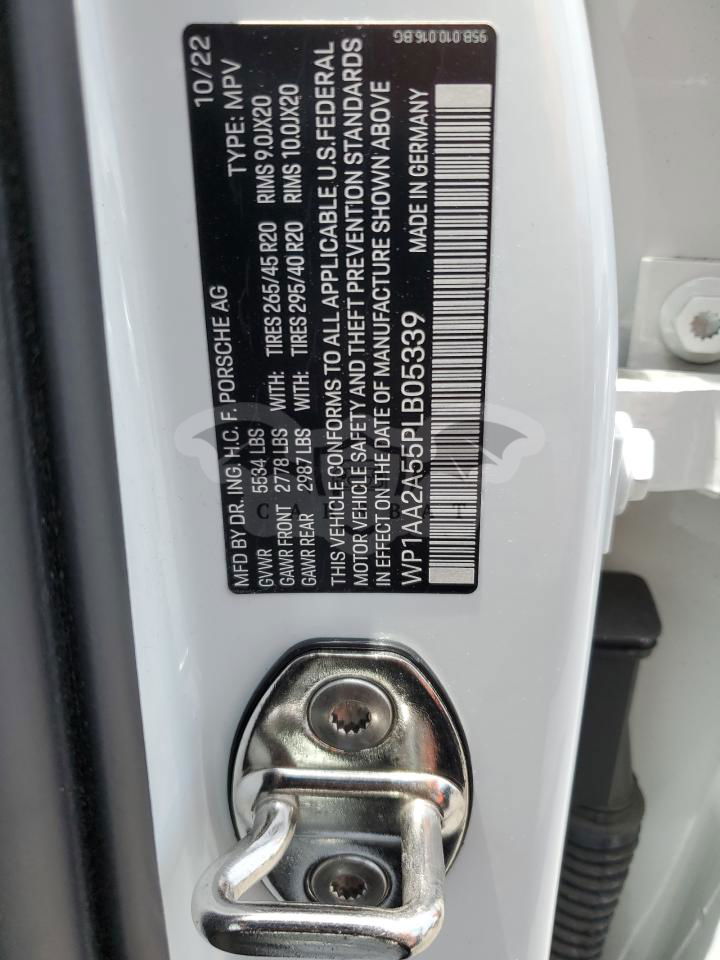 10/22
MFD BY DR. ING. H.C. F. PORSCHE AG TYPE: MPV
GVWR 5534 LBS WITH: TIRES 265/45 R20 RIMS 9.0JX20
GAWR FRONT 2778 LBS WITH: TIRES 295/40 R20 RIMS 10.0JX20
GAWR REAR 2987 LBS
THIS VEHICLE CONFORMS TO ALL APPLICABLE U.S. FEDERAL
MOTOR VEHICLE SAFETY AND THEFT PREVENTION STANDARDS
IN EFFECT ON THE DATE OF MANUFACTURE SHOWN ABOVE
WP1AA2A55PLB05339 MADE IN GERMANY
95B.010.016.BG